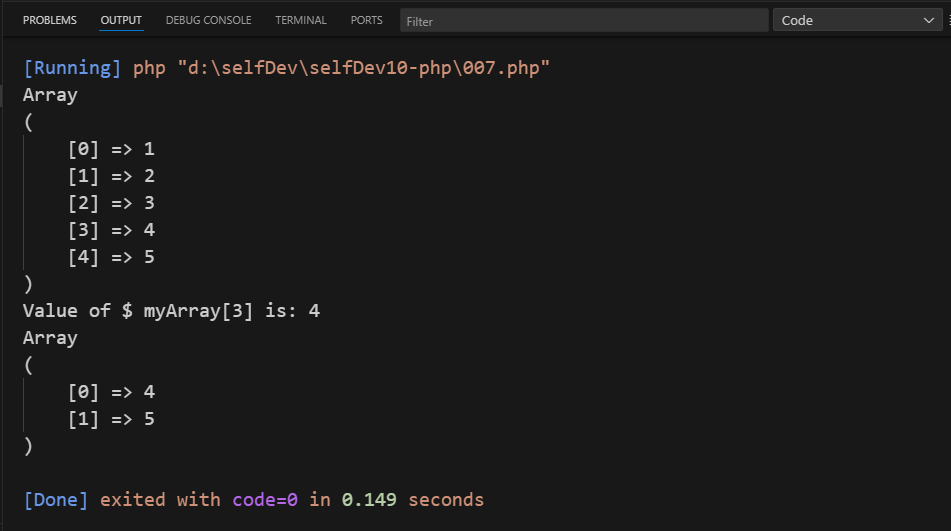 PROBLEMS OUTPUT DEBUG CONSOLE TERMINAL PORTS Filter Code
[Running] php "d:\selfDev\selfDev10-php\007.php"
Array
(
    [0] => 1
    [1] => 2
    [2] => 3
    [3] => 4
    [4] => 5
)
Value of $ myArray[3] is: 4
Array
(
    [0] => 4
    [1] => 5
)
[Done] exited with code=0 in 0.149 seconds